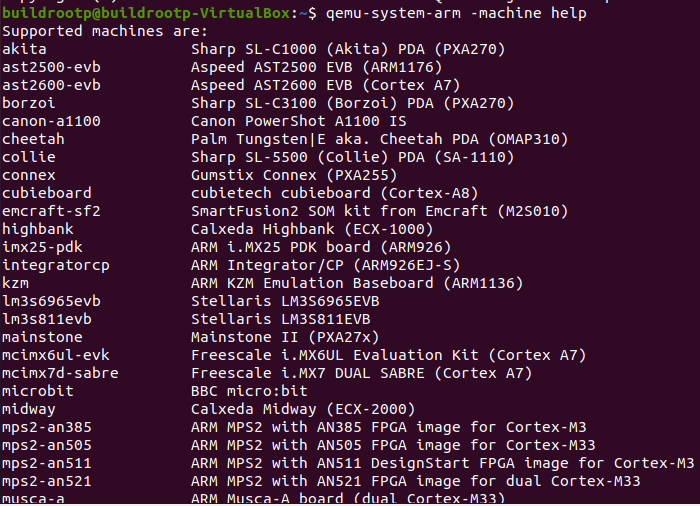 buildrootp@buildrootp-VirtualBox:~$ qemu-system-arm -machine help
Supported machines are:
akita                Sharp SL-C1000 (Akita) PDA (PXA270)
ast2500-evb          Aspeed AST2500 EVB (ARM1176)
ast2600-evb          Aspeed AST2600 EVB (Cortex A7)
borzoi               Sharp SL-C3100 (Borzoi) PDA (PXA270)
canon-a1100          Canon PowerShot A1100 IS
cheetah              Palm Tungsten|E aka. Cheetah PDA (OMAP310)
collie               Sharp SL-5500 (Collie) PDA (SA-1110)
connex               Gumstix Connex (PXA255)
cubieboard           cubietech cubieboard (Cortex-A8)
emcraft-sf2          SmartFusion2 SOM kit from Emcraft (M2S010)
highbank             Calxeda Highbank (ECX-1000)
imx25-pdk            ARM i.MX25 PDK board (ARM926)
integratorcp         ARM Integrator/CP (ARM926EJ-S)
kzm                  ARM KZM Emulation Baseboard (ARM1136)
lm3s6965evb          Stellaris LM3S6965EVB
lm3s811evb           Stellaris LM3S811EVB
mainstone            Mainstone II (PXA27x)
mcimx6ul-evk         Freescale i.MX6UL Evaluation Kit (Cortex A7)
mcimx7d-sabre        Freescale i.MX7 DUAL SABRE (Cortex A7)
microbit             BBC micro:bit
midway               Calxeda Midway (ECX-2000)
mps2-an385           ARM MPS2 with AN385 FPGA image for Cortex-M3
mps2-an505           ARM MPS2 with AN505 FPGA image for Cortex-M33
mps2-an511           ARM MPS2 with AN511 DesignStart FPGA image for Cortex-M3
mps2-an521           ARM MPS2 with AN521 FPGA image for dual Cortex-M33
musca-a              ARM Musca-A board (dual Cortex-M33)